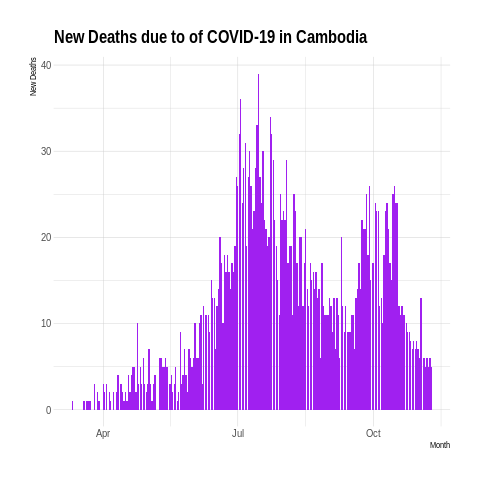 New Deaths due to of COVID-19 in Cambodia
New Deaths
40
30
20
10
0
Apr
Jul
Oct
Month